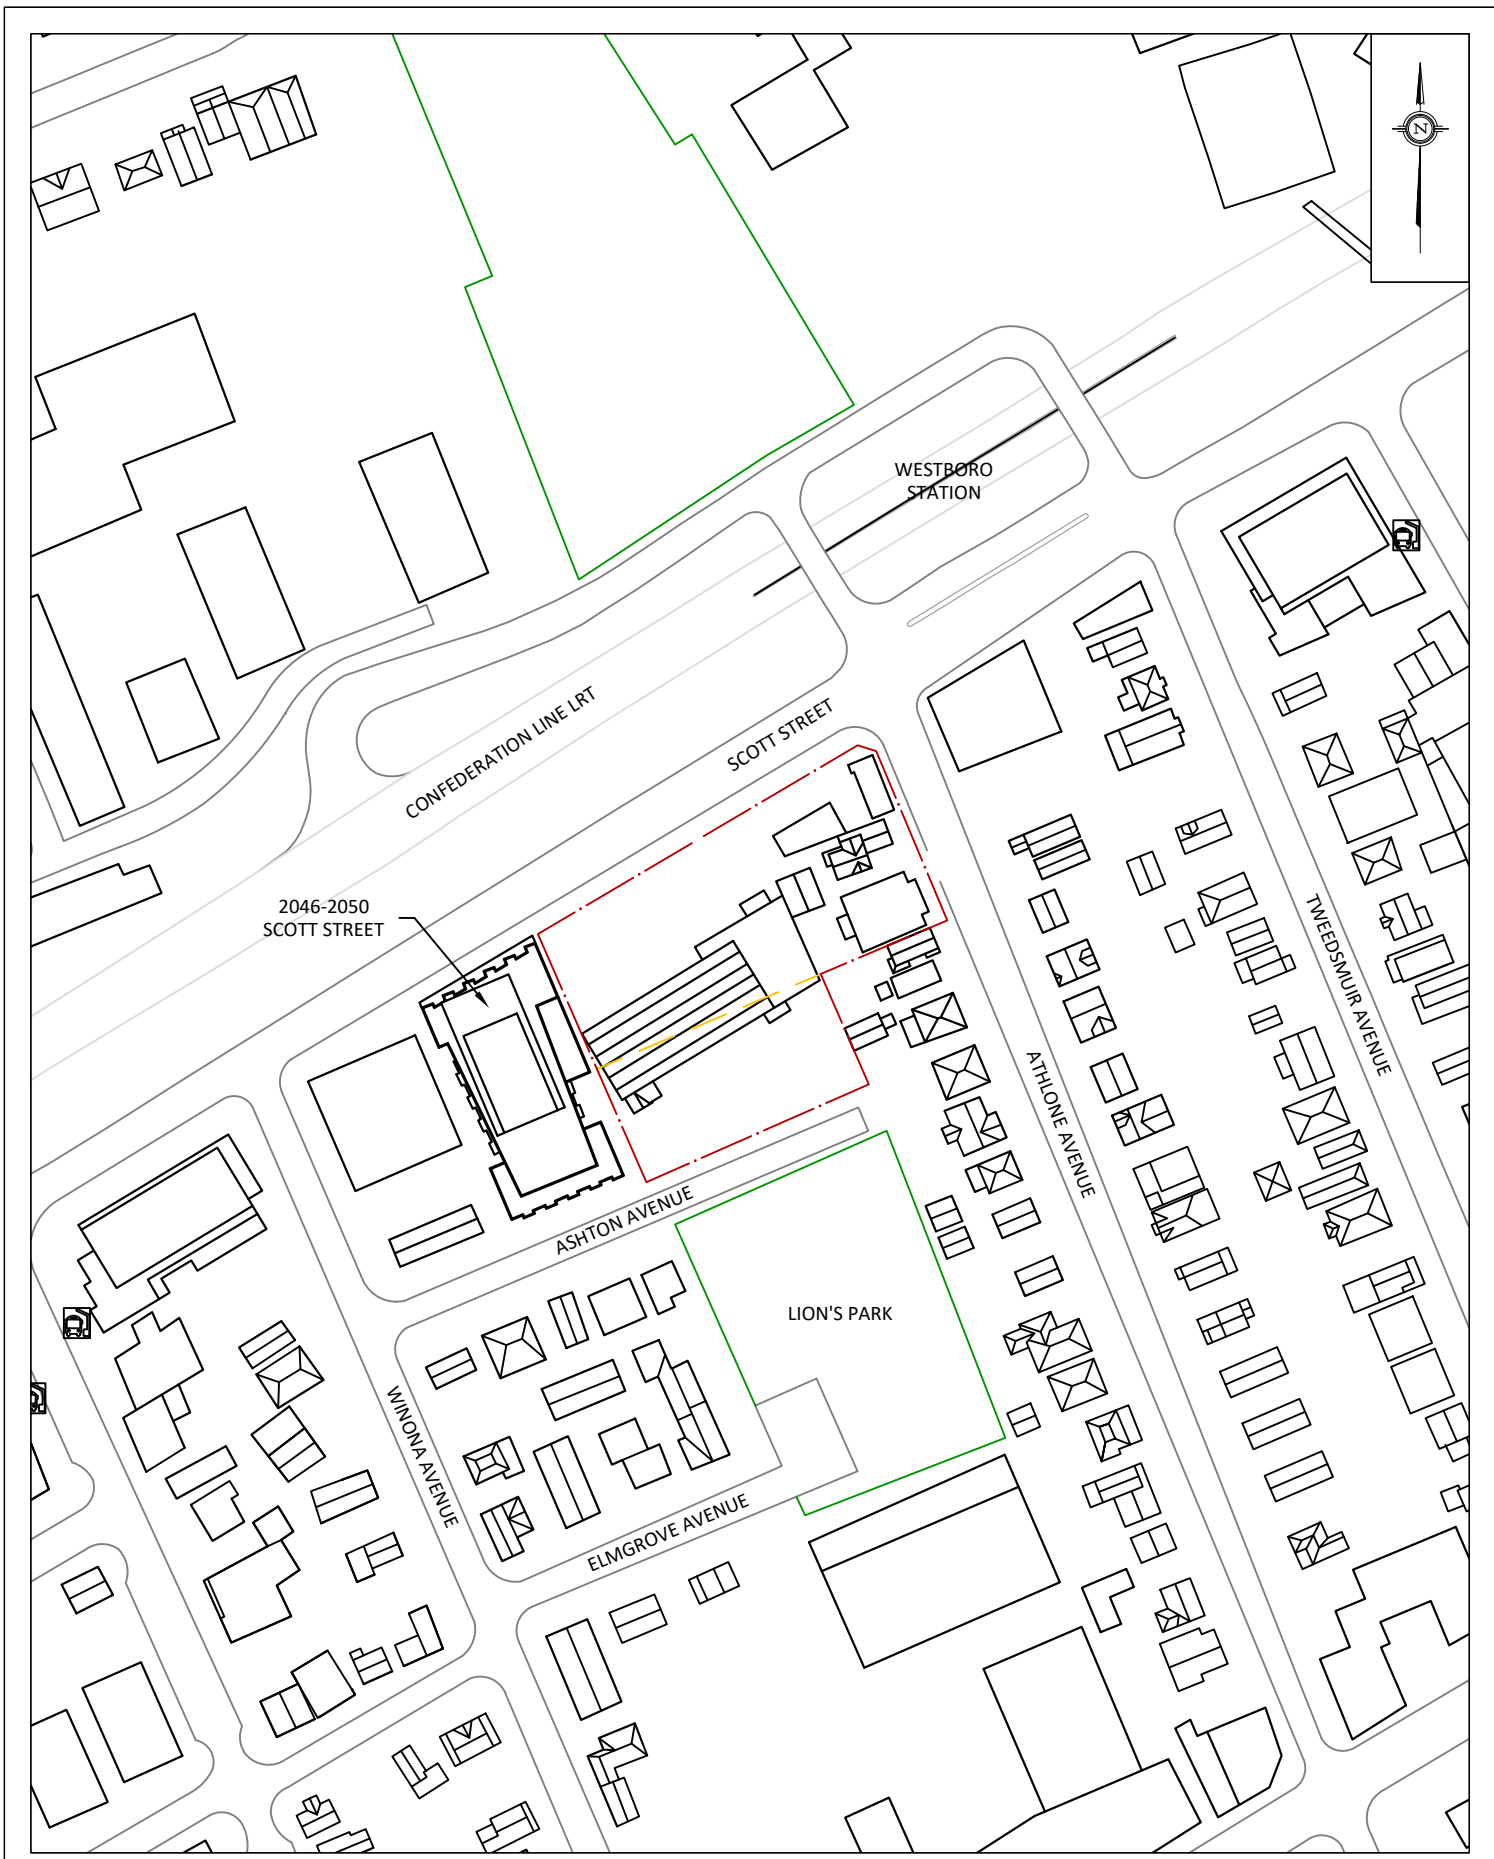 N
WESTBORO
STATION
CONFEDERATION LINE LRT
SCOTT STREET
2046-2050
SCOTT STREET
TWEEDSMUIR AVENUE
ATHLONE AVENUE
ASHTON AVENUE
LION'S PARK
WINONA AVENUE
ELMGROVE AVENUE